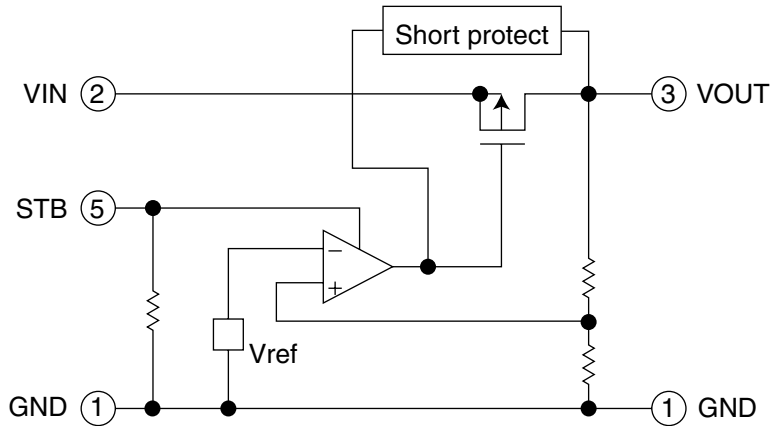 Short protect
VIN 2
3 VOUT
STB 5
−
+
Vref
GND 1
1 GND